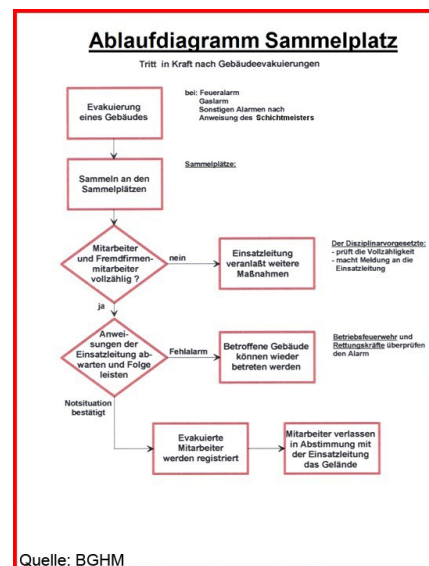 Ablaufdiagramm Sammelplatz
Tritt in Kraft nach Gebäudeevakuierungen
Evakuierung
eines Gebäudes
bei: Feueralarm
Gaslarm
Sonstigen Alarmen nach
Anweisung des Schichtmeisters
Sammeln an den
Sammelplätzen
Sammelplätze:
Mitarbeiter
und Fremdfirmen-
mitarbeiter
vollzählig ?
nein
Einsatzleitung
veranlaßt weitere
Maßnahmen
Der Disziplinarvorgesetzte:
- prüft die Vollzähligkeit
- macht Meldung an die
Einsatzleitung
ja
Anwei-
sungen der
Einsatzleitung ab-
warten und Folge
leisten
Fehlalarm
Betroffene Gebäude
können wieder
betreten werden
Betriebsfeuerwehr und
Rettungskräfte überprüfen
den Alarm
Notsituation
bestätigt
Evakuierte
Mitarbeiter
werden registriert
Mitarbeiter verlassen
in Abstimmung mit
der Einsatzleitung
das Gelände
Quelle: BGHM